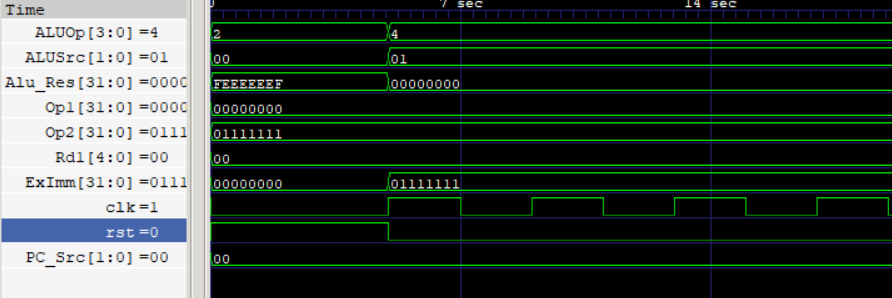 Time
7 sec
14 sec
ALUOp[3:0] =4
2
4
ALUSrc[1:0] =01
00
01
Alu_Res[31:0] =0000
FEEEEEEF
00000000
Op1[31:0] =0000
00000000
Op2[31:0] =0111
01111111
Rd1[4:0] =00
00
ExImm[31:0] =0111
00000000
01111111
clk =1
rst =0
PC_Src[1:0] =00
00